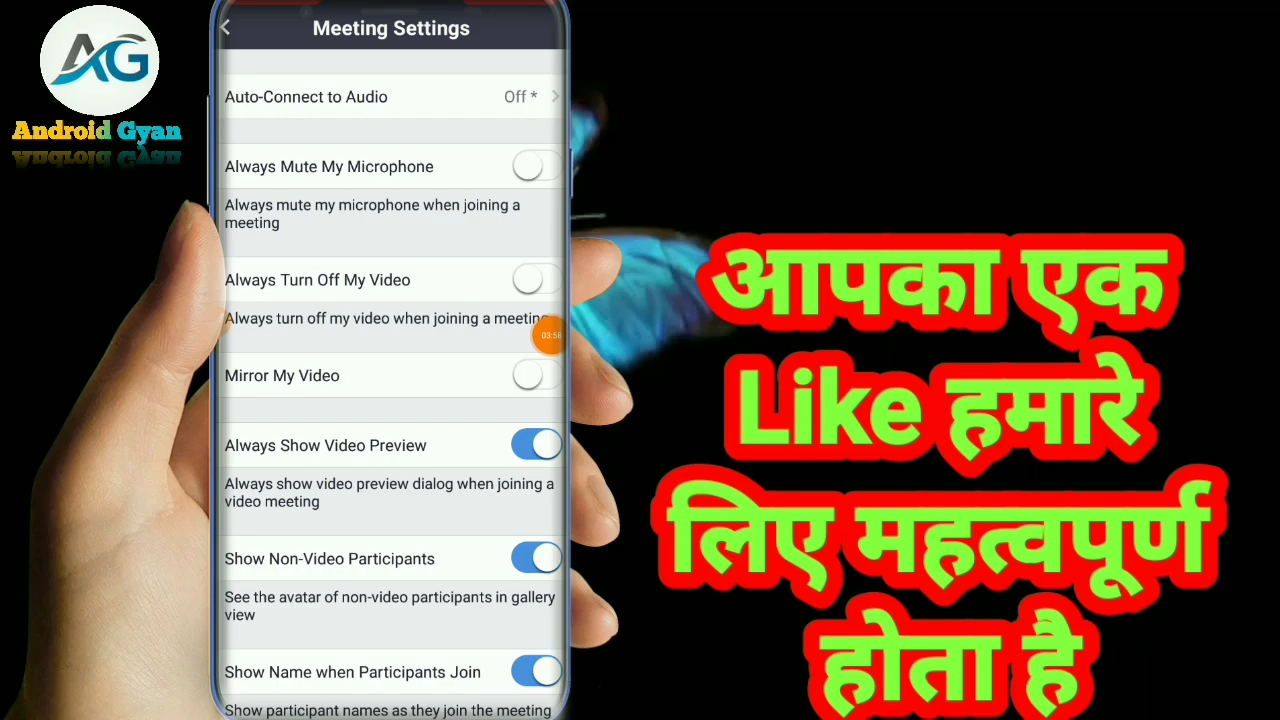 AG
Android Gyan
Meeting Settings
Auto-Connect to Audio Off *
Always Mute My Microphone
Always mute my microphone when joining a
meeting
Always Turn Off My Video
Always turn off my video when joining a meeting
03:58
Mirror My Video
Always Show Video Preview
Always show video preview dialog when joining a
video meeting
Show Non-Video Participants
See the avatar of non-video participants in gallery
view
Show Name when Participants Join
Show participant names as they join the meeting
आपका एक
Like हमारे
लिए महत्वपूर्ण
होता है